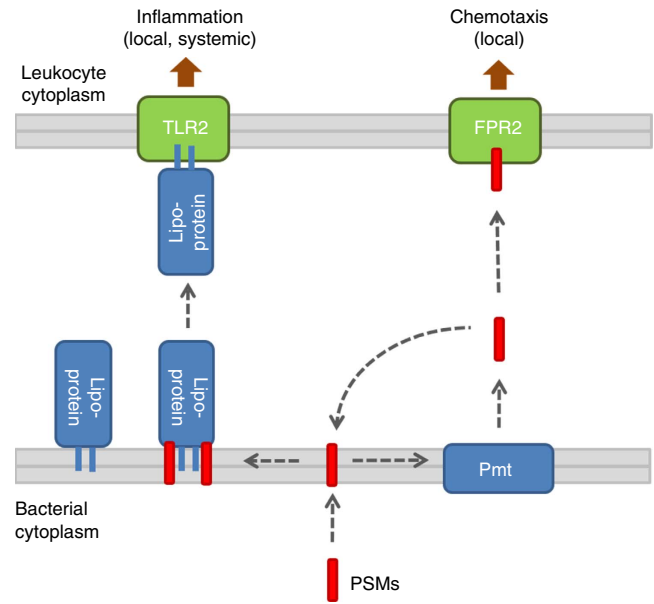 Inflammation
(local, systemic)
Chemotaxis
(local)
Leukocyte
cytoplasm
TLR2
FPR2
Lipo-
protein
Lipo-
protein
Lipo-
protein
Pmt
Bacterial
cytoplasm
PSMs